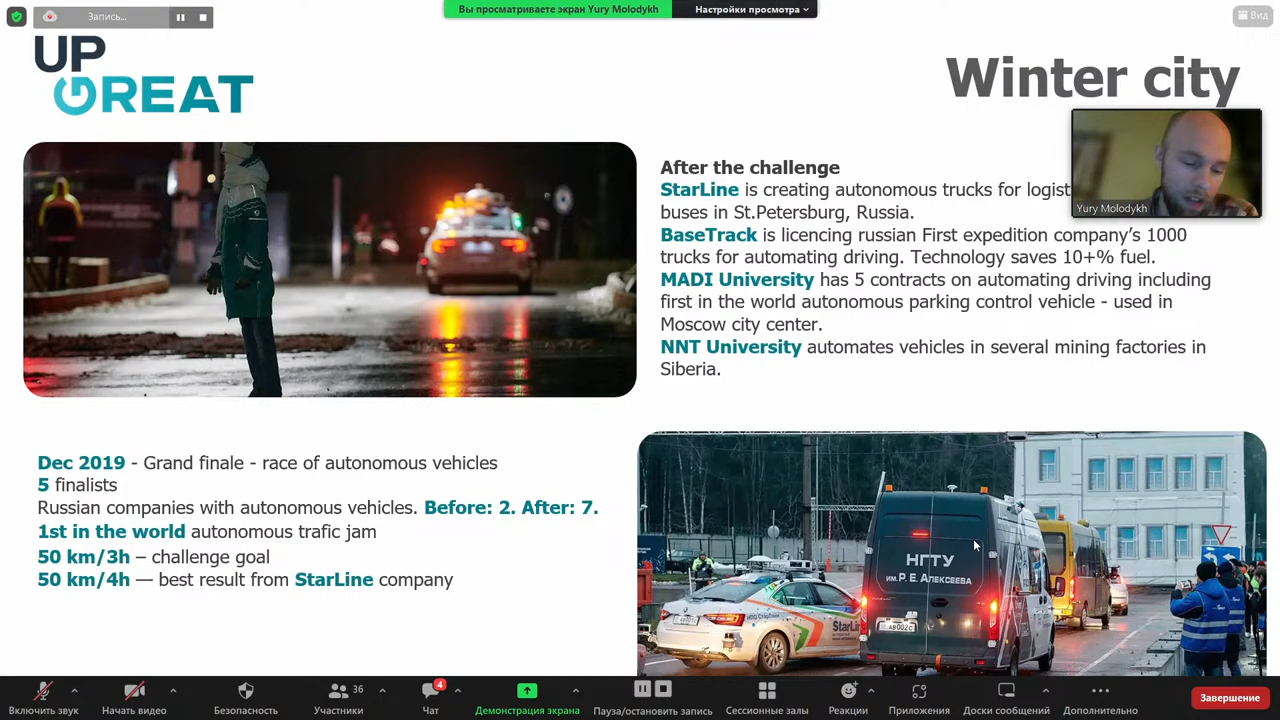 Запись...
Вы просматриваете экран Yury Molodykh
Настройки просмотра
Вид
UP
GREAT
Winter city
Yury Molodykh
After the challenge
StarLine is creating autonomous trucks for logist
buses in St.Petersburg, Russia.
BaseTrack is licencing russian First expedition company’s 1000
trucks for automating driving. Technology saves 10+% fuel.
MADI University has 5 contracts on automating driving including
first in the world autonomous parking control vehicle - used in
Moscow city center.
NNT University automates vehicles in several mining factories in
Siberia.
Dec 2019 - Grand finale - race of autonomous vehicles
5 finalists
Russian companies with autonomous vehicles. Before: 2. After: 7.
1st in the world autonomous trafic jam
50 km/3h – challenge goal
50 km/4h — best result from StarLine company
НГТУ
ИМ. Р. Е. АЛЕКСЕЕВА
StarLine
36
4
Включить звук
Начать видео
Безопасность
Участники
Чат
Демонстрация экрана
Пауза/остановить запись
Сессионные залы
Реакции
Приложения
Доски сообщений
Дополнительно
Завершение